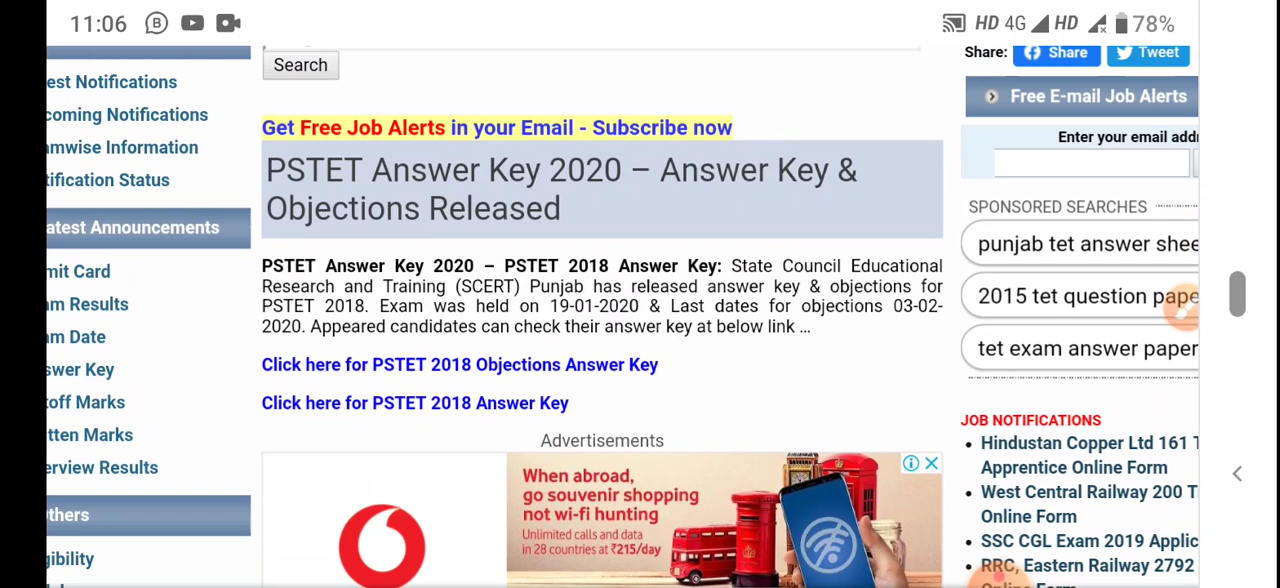 11:06
HD 4G HD 78%
est Notifications
coming Notifications
mwise Information
tification Status
atest Announcements
mit Card
m Results
m Date
swer Key
toff Marks
tten Marks
erview Results
thers
gibility
Search
Get Free Job Alerts in your Email - Subscribe now
PSTET Answer Key 2020 – Answer Key &
Objections Released
PSTET Answer Key 2020 – PSTET 2018 Answer Key: State Council Educational
Research and Training (SCERT) Punjab has released answer key & objections for
PSTET 2018. Exam was held on 19-01-2020 & Last dates for objections 03-02-
2020. Appeared candidates can check their answer key at below link ...
Click here for PSTET 2018 Objections Answer Key
Click here for PSTET 2018 Answer Key
Advertisements
When abroad,
go souvenir shopping
not wi-fi hunting
Unlimited calls and data
in 28 countries at ₹215/day
Share: Share Tweet
Free E-mail Job Alerts
Enter your email addr
SPONSORED SEARCHES
punjab tet answer shee
2015 tet question pape
tet exam answer paper
JOB NOTIFICATIONS
Hindustan Copper Ltd 161 T
Apprentice Online Form
West Central Railway 200 T
Online Form
SSC CGL Exam 2019 Applic
RRC, Eastern Railway 2792